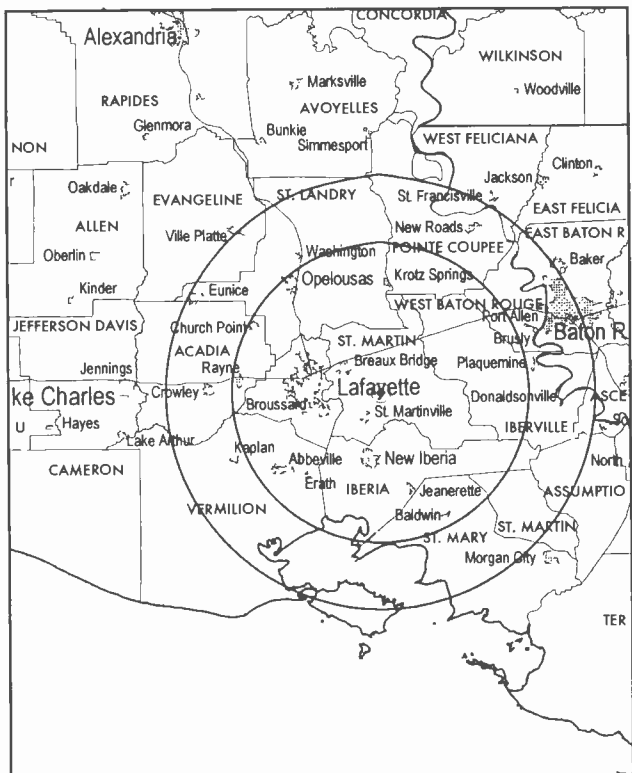 CONCORDIA
Alexandria
WILKINSON
Marksville
Woodville
RAPIDES
AVOYELLES
Glenmora
Bunkie
Simmesport
WEST FELICIANA
NON
Clinton
Jackson
Oakdale
ST. LANDRY
St. Francisville
EVANGELINE
EAST FELICIA
ALLEN
New Roads
Ville Platte
EAST BATON R
POINTE COUPEE
Washington
Oberlin
Baker
Opelousas
Krotz Springs
Kinder
Eunice
WEST BATON ROUGE
Port Allen
JEFFERSON DAVIS
Church Point
Baton R
ST. MARTIN
Brusly
ACADIA
Breaux Bridge
Plaquemine
Rayne
Jennings
Lafayette
ke Charles
Crowley
Donaldsonville
ASCE
Broussard
St. Martinville
U
Hayes
IBERVILLE
Lake Arthur
Kaplan
New Iberia
North
Abbeville
CAMERON
Erath
IBERIA
Jeanerette
ASSUMPTIO
VERMILION
Baldwin
ST. MARTIN
ST. MARY
Morgan City
TER